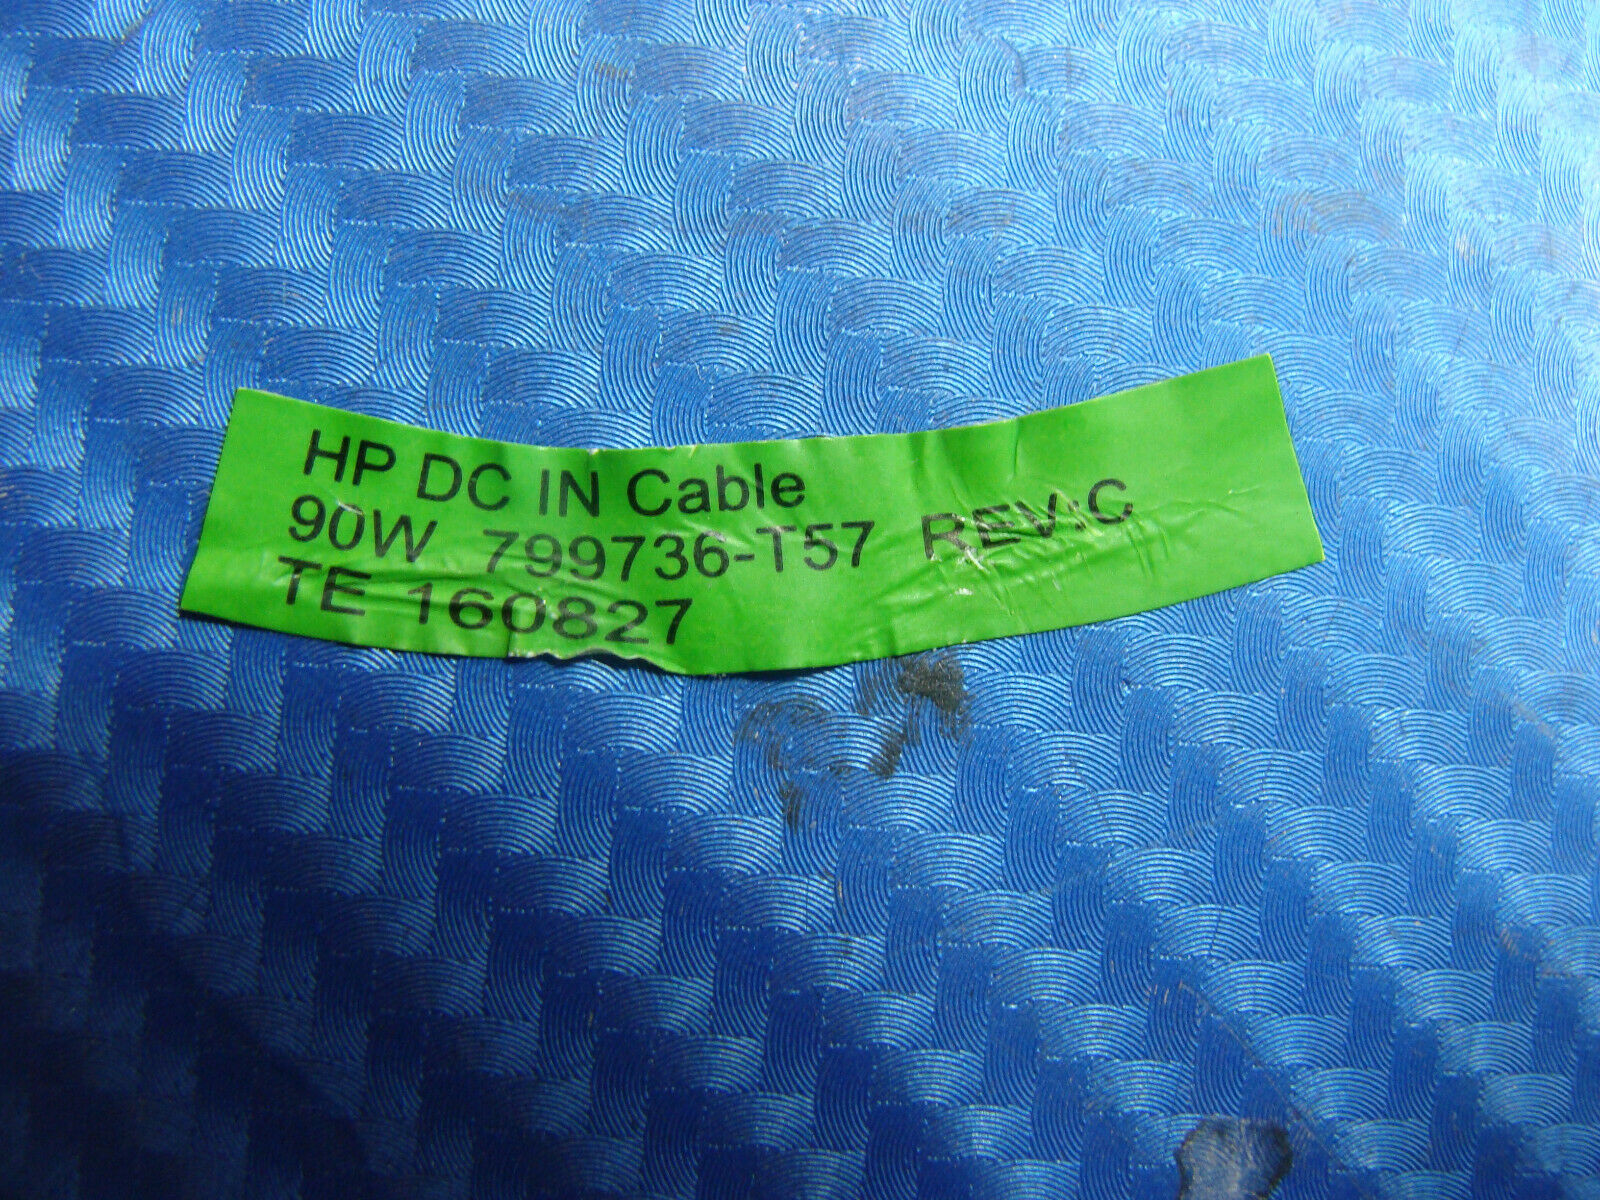 HP DC IN Cable
90W 799736-T57 REV:C
TE 160827